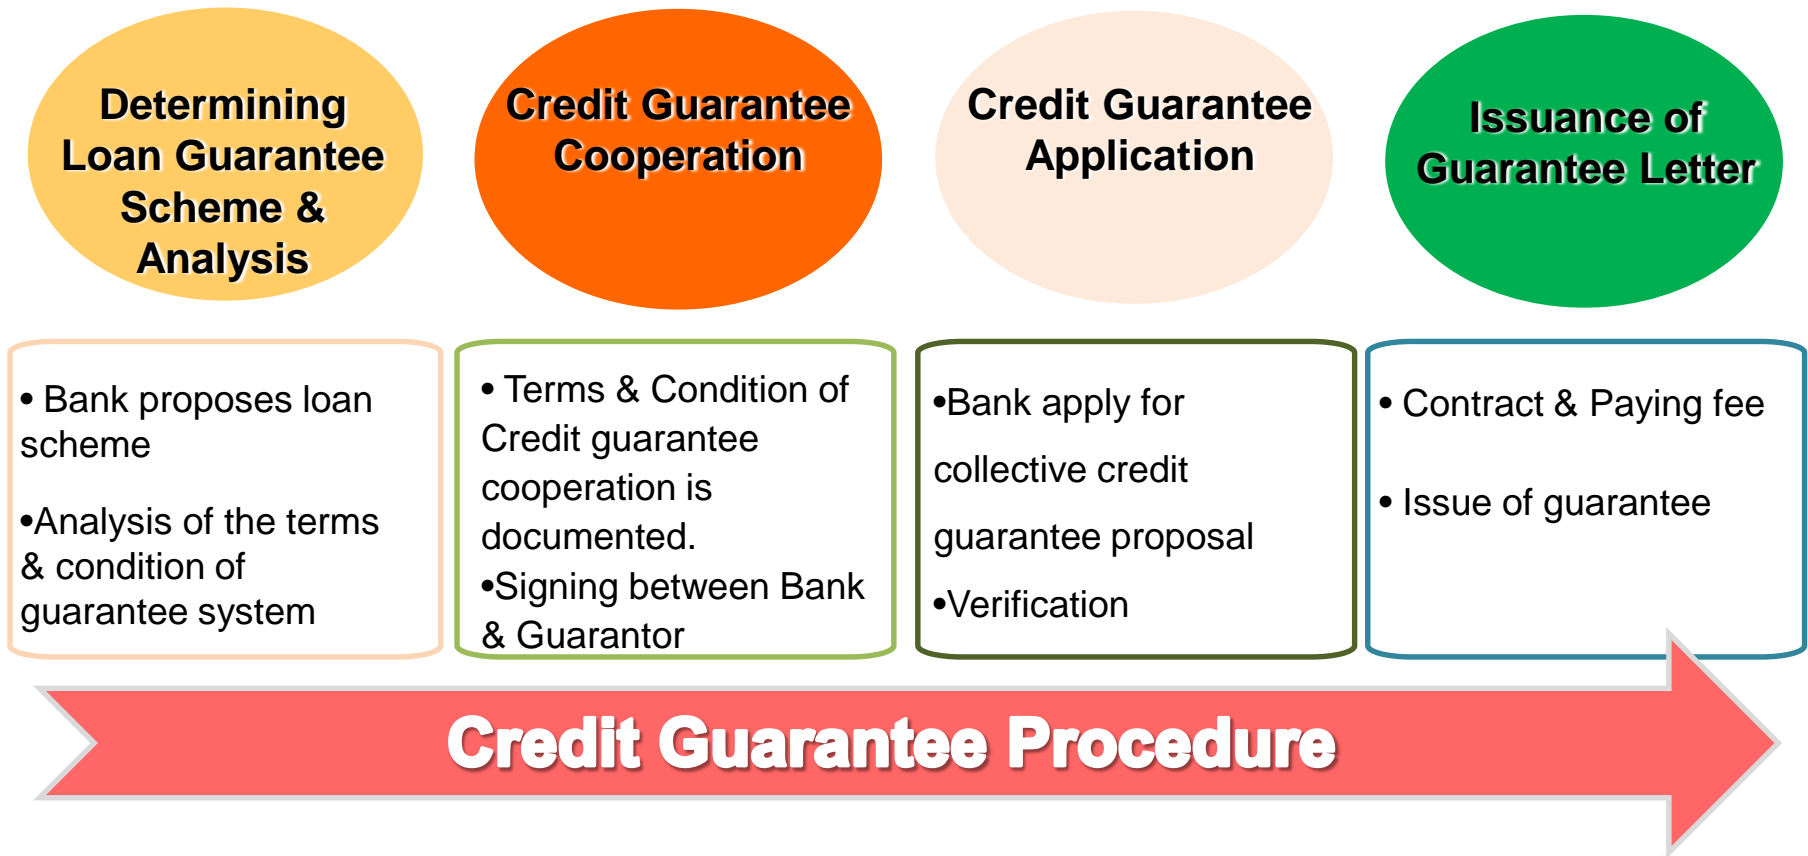 Determining
Loan Guarantee
Scheme &
Analysis
Credit Guarantee
Cooperation
Credit Guarantee
Application
Issuance of
Guarantee Letter
• Bank proposes loan
scheme
•Analysis of the terms
& condition of
guarantee system
• Terms & Condition of
Credit guarantee
cooperation is
documented.
•Signing between Bank
& Guarantor
•Bank apply for
collective credit
guarantee proposal
•Verification
• Contract & Paying fee
• Issue of guarantee
Credit Guarantee Procedure